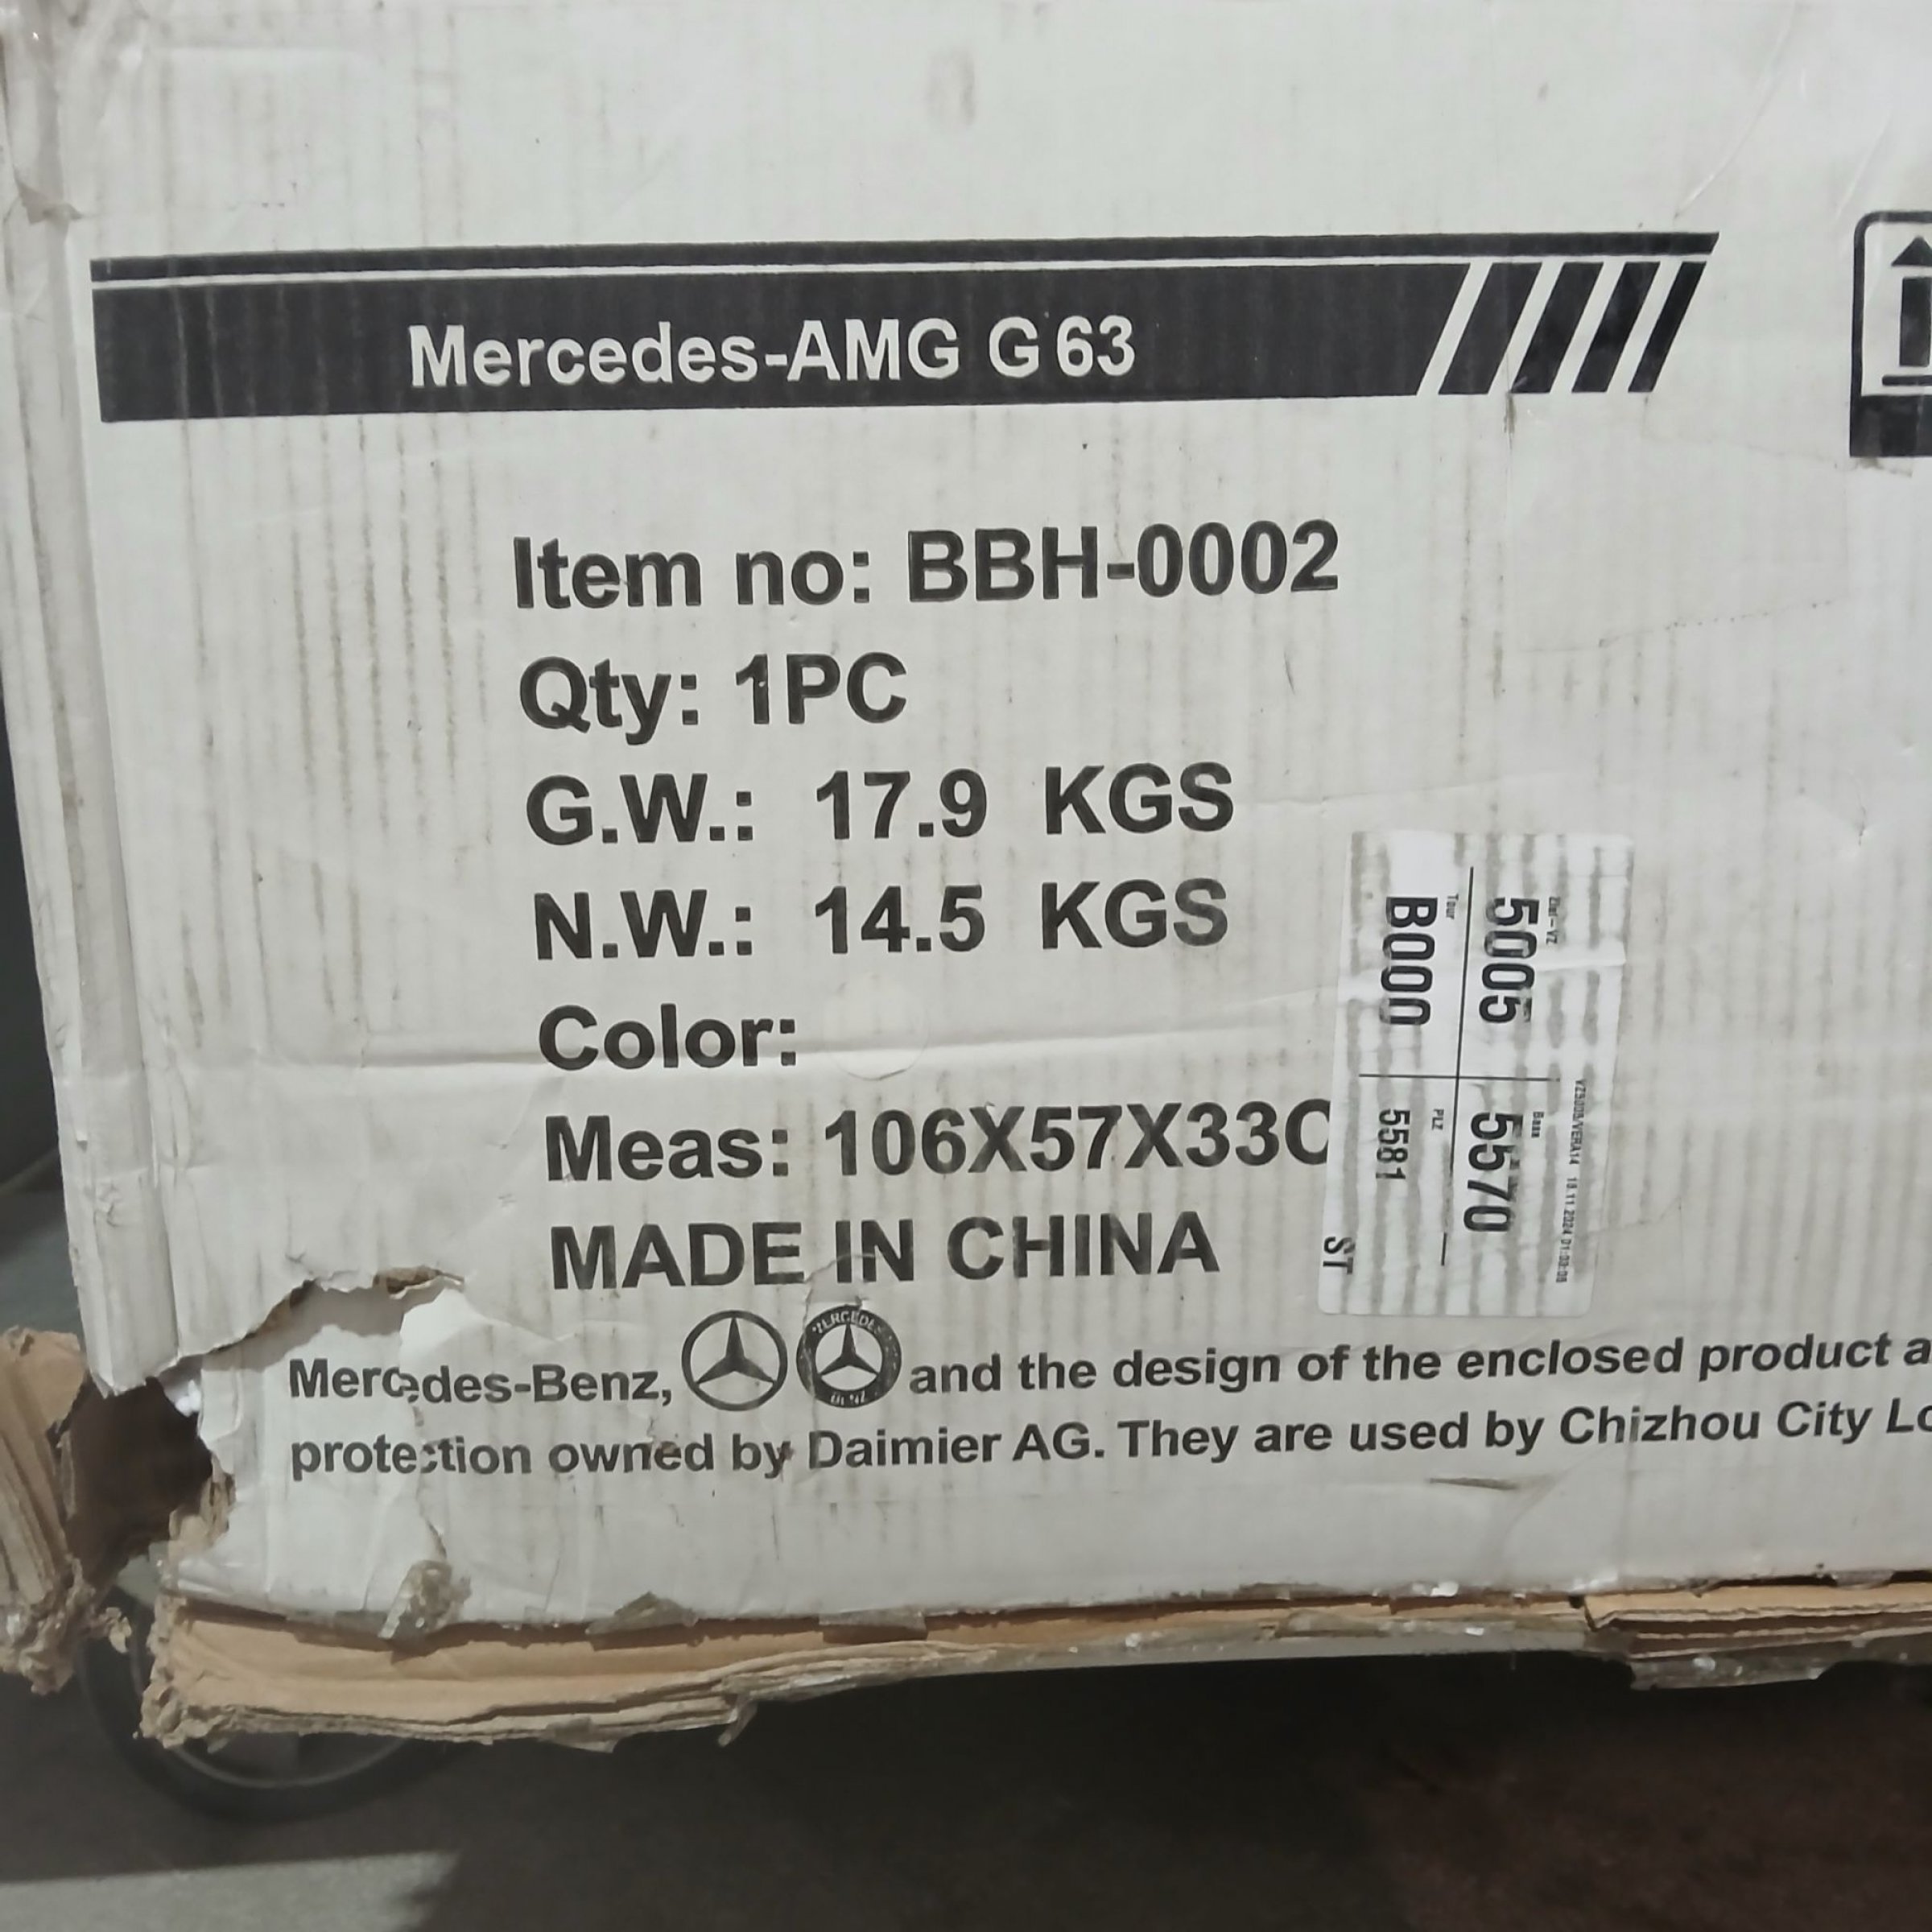 Mercedes-AMG G 63
Item no: BBH-0002
Qty: 1PC
G.W.: 17.9 KGS
N.W.: 14.5 KGS
Color:
Meas: 106X57X33C
MADE IN CHINA
Mercedes-Benz, and the design of the enclosed product a
protection owned by Daimier AG. They are used by Chizhou City Lo
5005 5570
Tour PLZ
B000 5581
ST